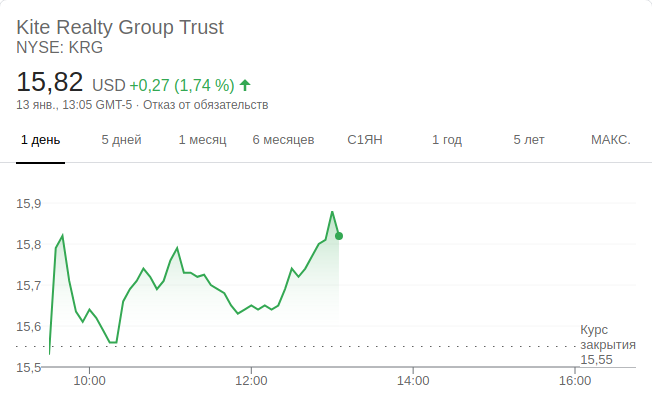 Kite Realty Group Trust
NYSE: KRG
15,82 USD +0,27 (1,74 %)
13 янв., 13:05 GMT-5 · Отказ от обязательств
1 день 5 дней 1 месяц 6 месяцев С1ЯН 1 год 5 лет МАКС.
15,9
15,8
15,7
15,6
15,5
Курс
закрытия
15,55
10:00 12:00 14:00 16:00